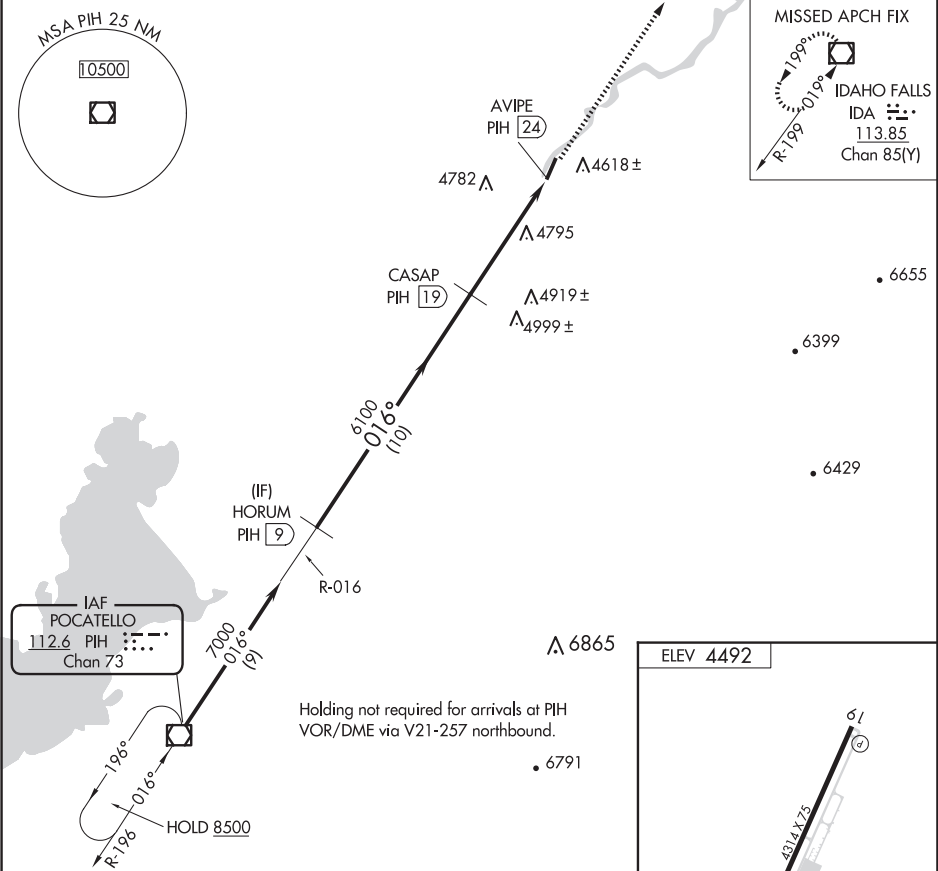 MSA PIH 25 NM
10500
MISSED APCH FIX
199°
019°
R-199
IDAHO FALLS
IDA
113.85
Chan 85(Y)
AVIPE
PIH 24
4782
4618 ±
4795
CASAP
PIH 19
4919 ±
4999 ±
6655
6399
6100
016°
(10)
6429
(IF)
HORUM
PIH 9
R-016
IAF
POCATELLO
112.6 PIH
Chan 73
7000
016°
(9)
6865
Holding not required for arrivals at PIH
VOR/DME via V21-257 northbound.
6791
196°
016°
HOLD 8500
R-196
ELEV 4492
19
P
4314 X 75